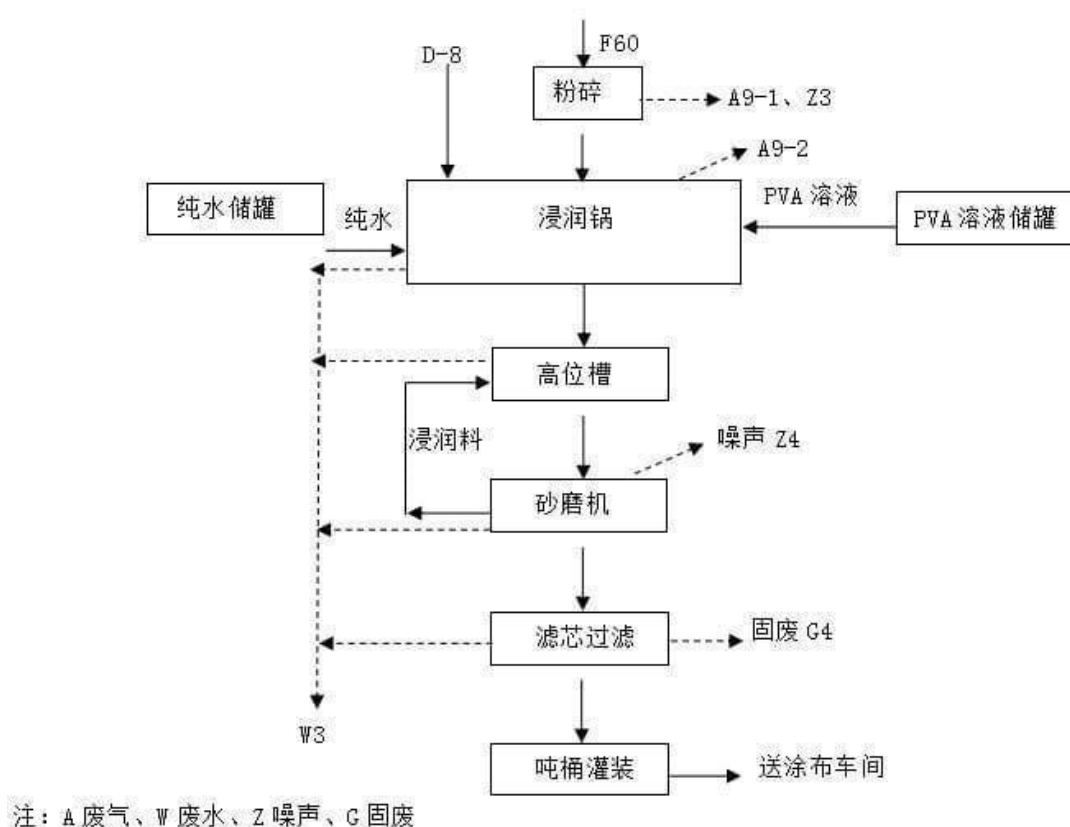 F60
D-8
粉碎
A9-1、Z3
A9-2
纯水储罐
纯水
浸润锅
PVA 溶液
PVA 溶液储罐
高位槽
浸润料
噪声 Z4
砂磨机
滤芯过滤
固废 G4
W3
吨桶灌装
送涂布车间
注：A 废气、W 废水、Z 噪声、G 固废